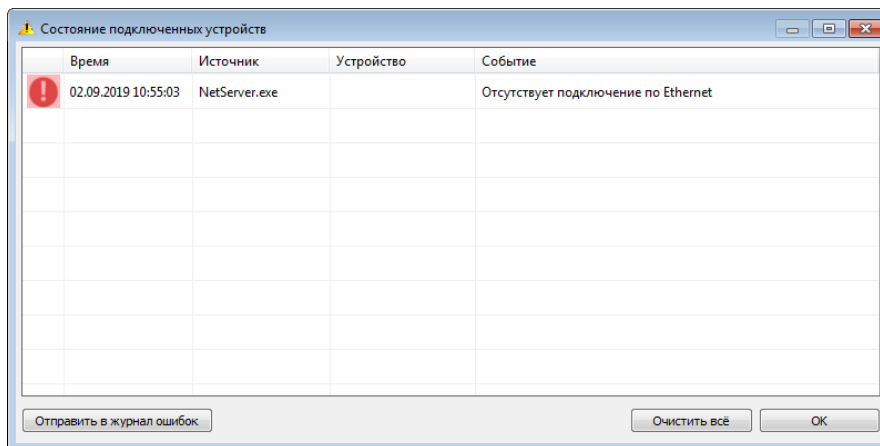 Состояние подключенных устройств
Время Источник Устройство Событие
02.09.2019 10:55:03 NetServer.exe Отсутствует подключение по Ethernet
Отправить в журнал ошибок Очистить всё OK